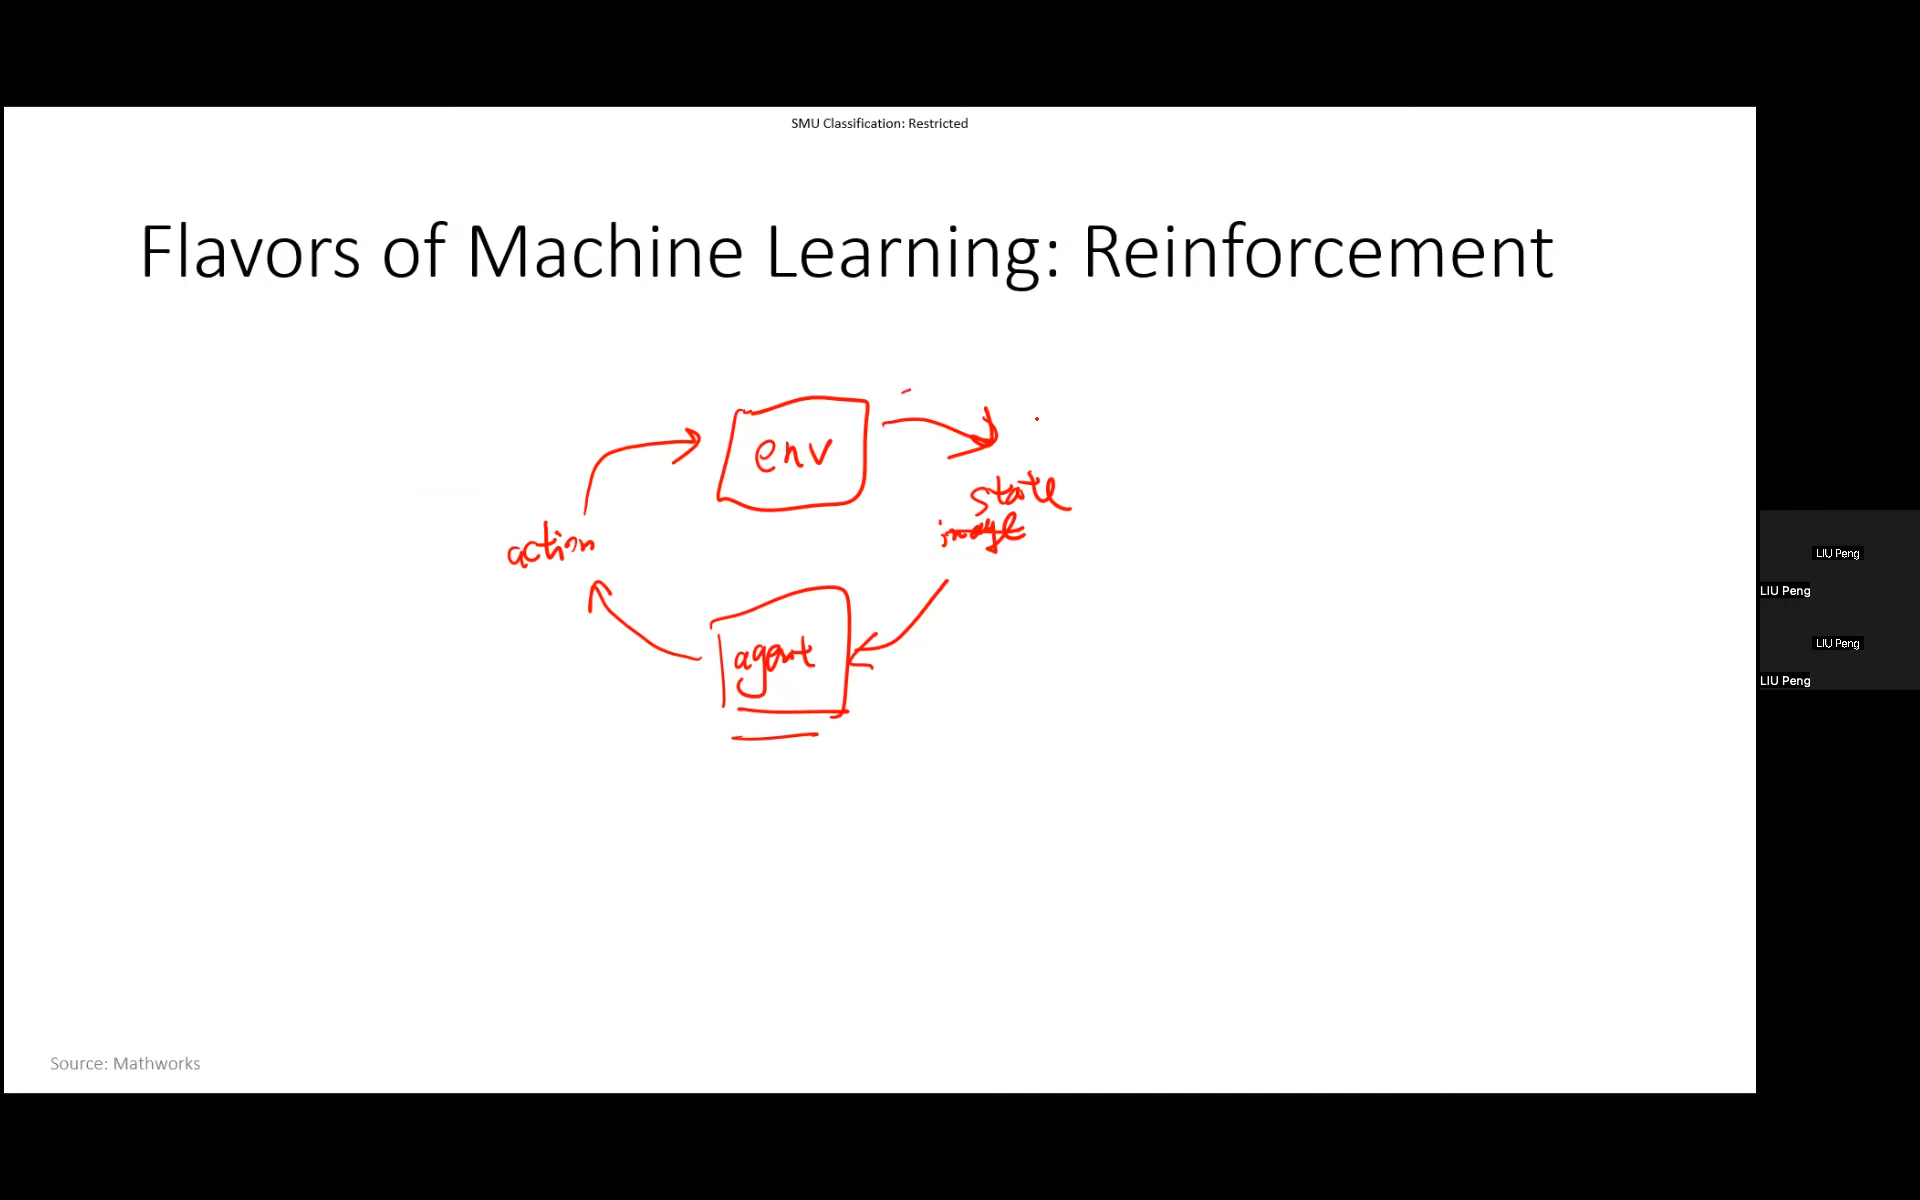 SMU Classification: Restricted
Flavors of Machine Learning: Reinforcement
env
state
image
action
agent
LIU Peng
LIU Peng
LIU Peng
LIU Peng
Source: Mathworks